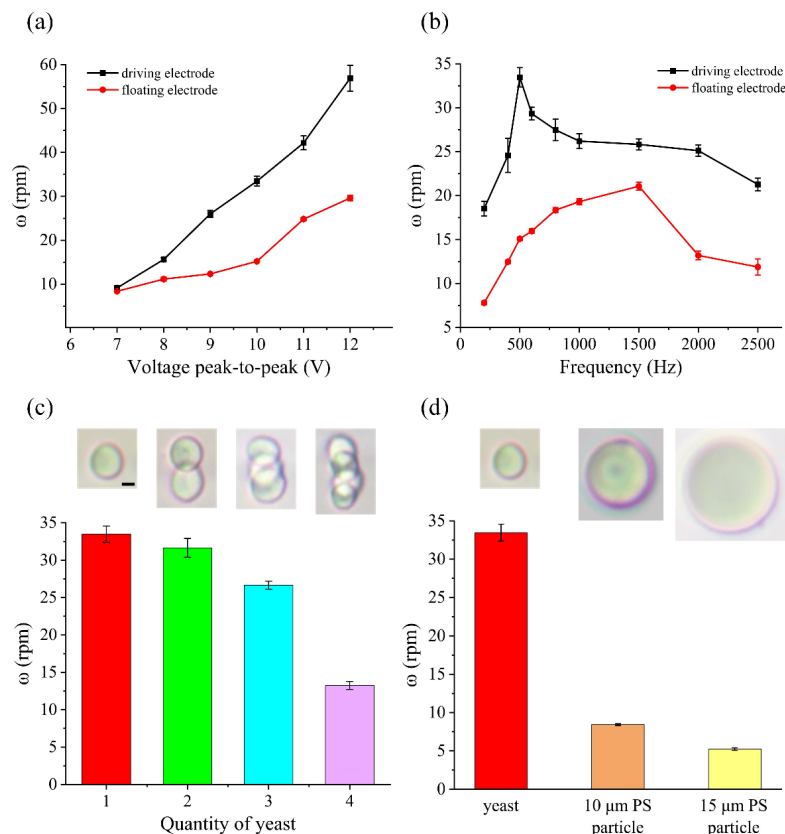 (a)
driving electrode
floating electrode
60
50
40
30
20
10
ω (rpm)
6 7 8 9 10 11 12
Voltage peak-to-peak (V)
(b)
driving electrode
floating electrode
35
30
25
20
15
10
5
ω (rpm)
0 500 1000 1500 2000 2500
Frequency (Hz)
(c)
35
30
25
20
15
10
5
0
ω (rpm)
1 2 3 4
Quantity of yeast
(d)
35
30
25
20
15
10
5
0
ω (rpm)
yeast 10 μm PS 15 μm PS
particle particle